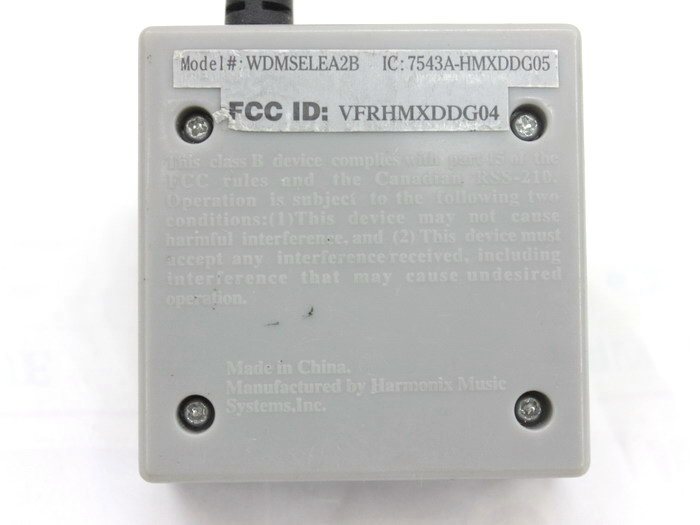 Model#: WDMSELEA2B IC: 7543A-HMXDDG05
FCC ID: VFRHMXDDG04
This class B device complies with part 15 of the
FCC rules and the Canadian RSS-210.
Operation is subject to the following two
conditions:(1)This device may not cause
harmful interference, and (2) This device must
accept any interference received, including
interference that may cause undesired
operation.
Made in China.
Manufactured by Harmonix Music
Systems,Inc.